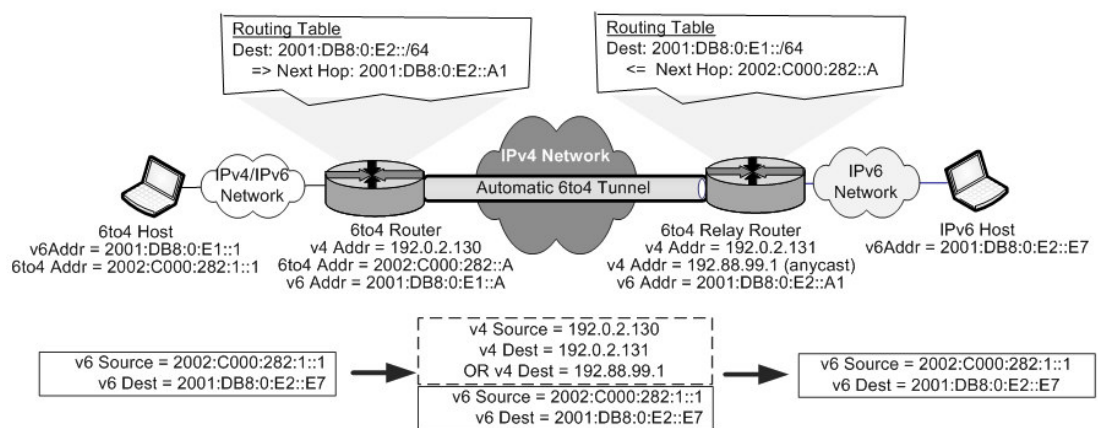 Routing Table
Dest: 2001:DB8:0:E2::/64
=> Next Hop: 2001:DB8:0:E2::A1
Routing Table
Dest: 2001:DB8:0:E1::/64
<= Next Hop: 2002:C000:282::A
IPv4/IPv6
Network
IPv4 Network
Automatic 6to4 Tunnel
IPv6
Network
6to4 Host
v6Addr = 2001:DB8:0:E1::1
6to4 Addr = 2002:C000:282:1::1
6to4 Router
v4 Addr = 192.0.2.130
6to4 Addr = 2002:C000:282::A
v6 Addr = 2001:DB8:0:E1::A
6to4 Relay Router
v4 Addr = 192.0.2.131
v4 Addr = 192.88.99.1 (anycast)
v6 Addr = 2001:DB8:0:E2::A1
IPv6 Host
v6Addr = 2001:DB8:0:E2::E7
v6 Source = 2002:C000:282:1::1
v6 Dest = 2001:DB8:0:E2::E7
v4 Source = 192.0.2.130
v4 Dest = 192.0.2.131
OR v4 Dest = 192.88.99.1
v6 Source = 2002:C000:282:1::1
v6 Dest = 2001:DB8:0:E2::E7
v6 Source = 2002:C000:282:1::1
v6 Dest = 2001:DB8:0:E2::E7